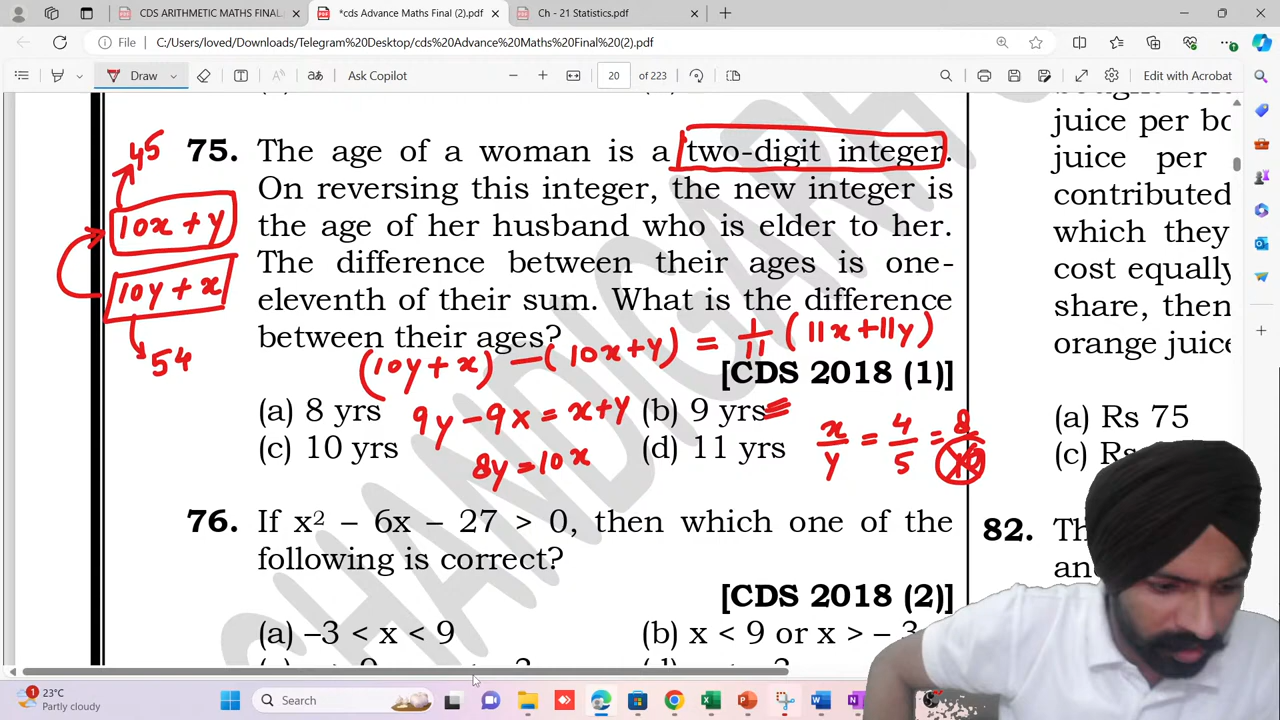 CDS ARITHMETIC MATHS FINAL.
*cds Advance Maths Final (2).pdf
Ch - 21 Statistics.pdf
File
C:/Users/loved/Downloads/Telegram%20Desktop/cds%20Advance%20Maths%20Final%20(2).pdf
Draw
Ask Copilot
20 of 223
Edit with Acrobat
75. The age of a woman is a two-digit integer.
On reversing this integer, the new integer is
the age of her husband who is elder to her.
The difference between their ages is one-
eleventh of their sum. What is the difference
between their ages?
[CDS 2018 (1)]
(a) 8 yrs (b) 9 yrs
(c) 10 yrs (d) 11 yrs
45
10x + y
10y + x
54
(10y + x) - (10x + y) = 1/11 (11x + 11y)
9y - 9x = x + y
8y = 10x
x/y = 4/5 = 8/10
76. If x² – 6x – 27 > 0, then which one of the
following is correct?
[CDS 2018 (2)]
(a) –3 < x < 9 (b) x < 9 or x > – 3
juice per
juice per
contributed
which they
cost equally
share, then
orange juice
(a) Rs 75
(c)
82.
23°C
Partly cloudy
Search